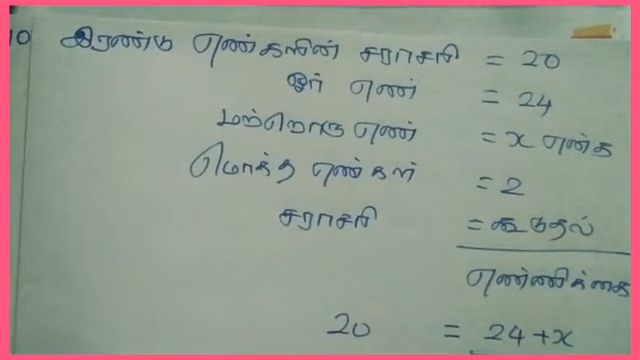 10 இரண்டு எண்களின் சராசரி = 20
ஓர் எண் = 24
மற்றொரு எண் = x என்க
மொத்த எண்கள் = 2
சராசரி = கூடுதல்
எண்ணிக்கை
20 = 24+x